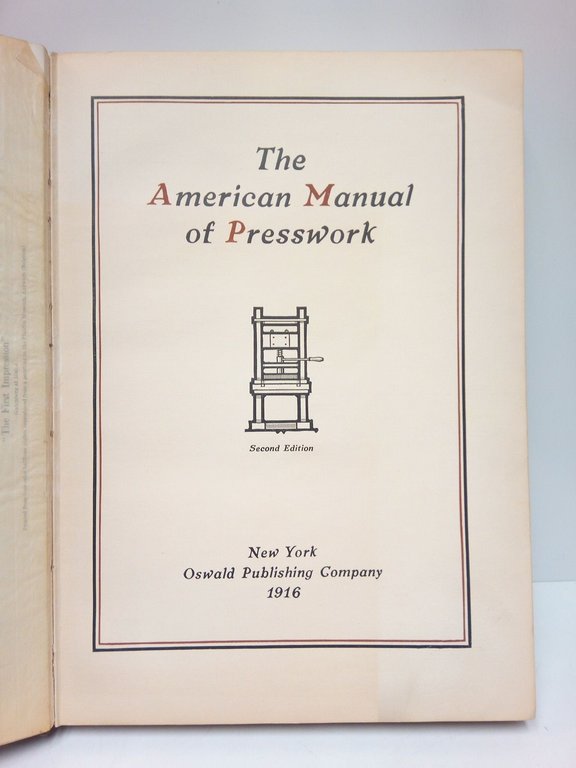 The
American Manual
of Presswork
Second Edition
New York
Oswald Publishing Company
1916
"The First Impression"